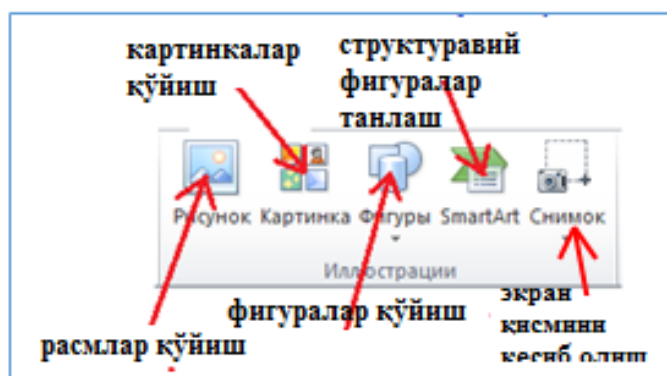 картинкалар
қўйиш
структуравий
фигуралар
танлаш
Рисунок Картинка Фигуры SmartArt Снимок
Иллюстрации
расмлар қўйиш
фигуралар қўйиш
экран
қисмини
кесиб олиш